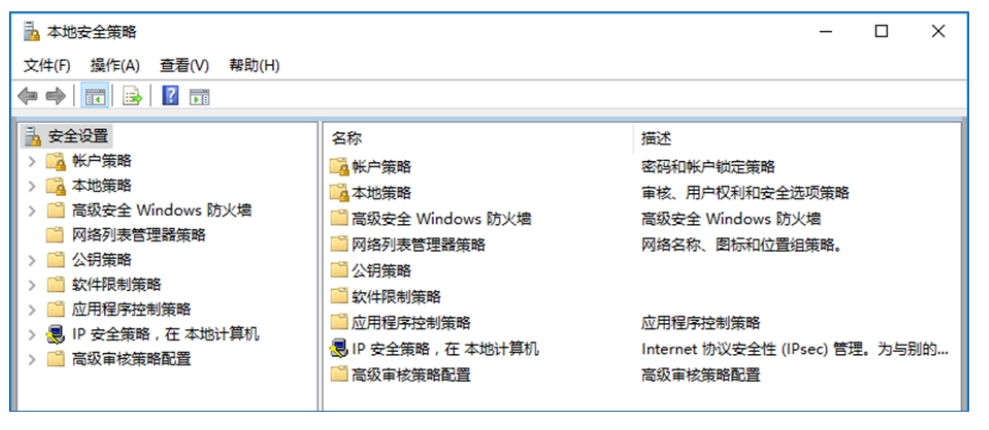 本地安全策略
文件(F) 操作(A) 查看(V) 帮助(H)
安全设置
帐户策略
本地策略
高级安全 Windows 防火墙
网络列表管理器策略
公钥策略
软件限制策略
应用程序控制策略
IP 安全策略，在 本地计算机
高级审核策略配置
名称 描述
帐户策略 密码和帐户锁定策略
本地策略 审核、用户权利和安全选项策略
高级安全 Windows 防火墙 高级安全 Windows 防火墙
网络列表管理器策略 网络名称、图标和位置组策略。
公钥策略
软件限制策略
应用程序控制策略 应用程序控制策略
IP 安全策略，在 本地计算机 Internet 协议安全性 (IPsec) 管理。为与别的...
高级审核策略配置 高级审核策略配置